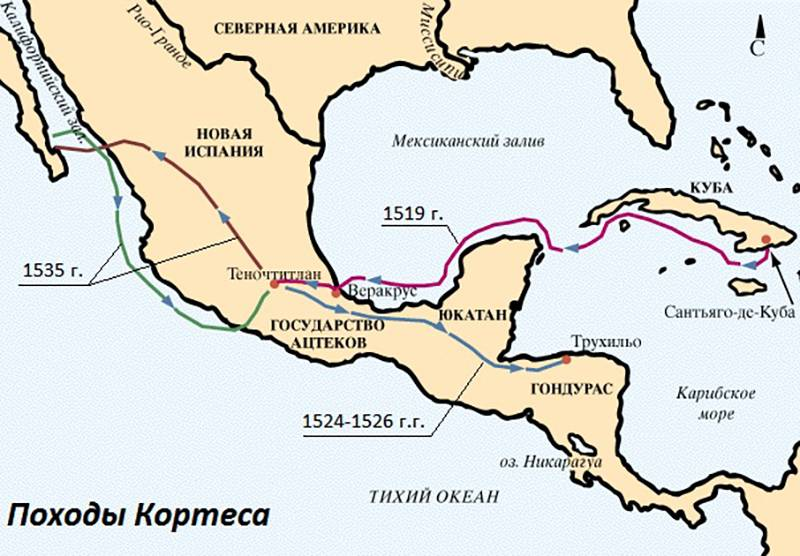 СЕВЕРНАЯ АМЕРИКА
Миссисипи
Рио-Гранде
Калифорнийский зал.
С
НОВАЯ
ИСПАНИЯ
Мексиканский залив
КУБА
1519 г.
1535 г.
Теночтитлан
Веракрус
Сантьяго-де-Куба
ГОСУДАРСТВО
АЦТЕКОВ
ЮКАТАН
Трухильо
ГОНДУРАС
Карибское
море
1524-1526 г.г.
оз. Никарагуа
ТИХИЙ ОКЕАН
Походы Кортеса